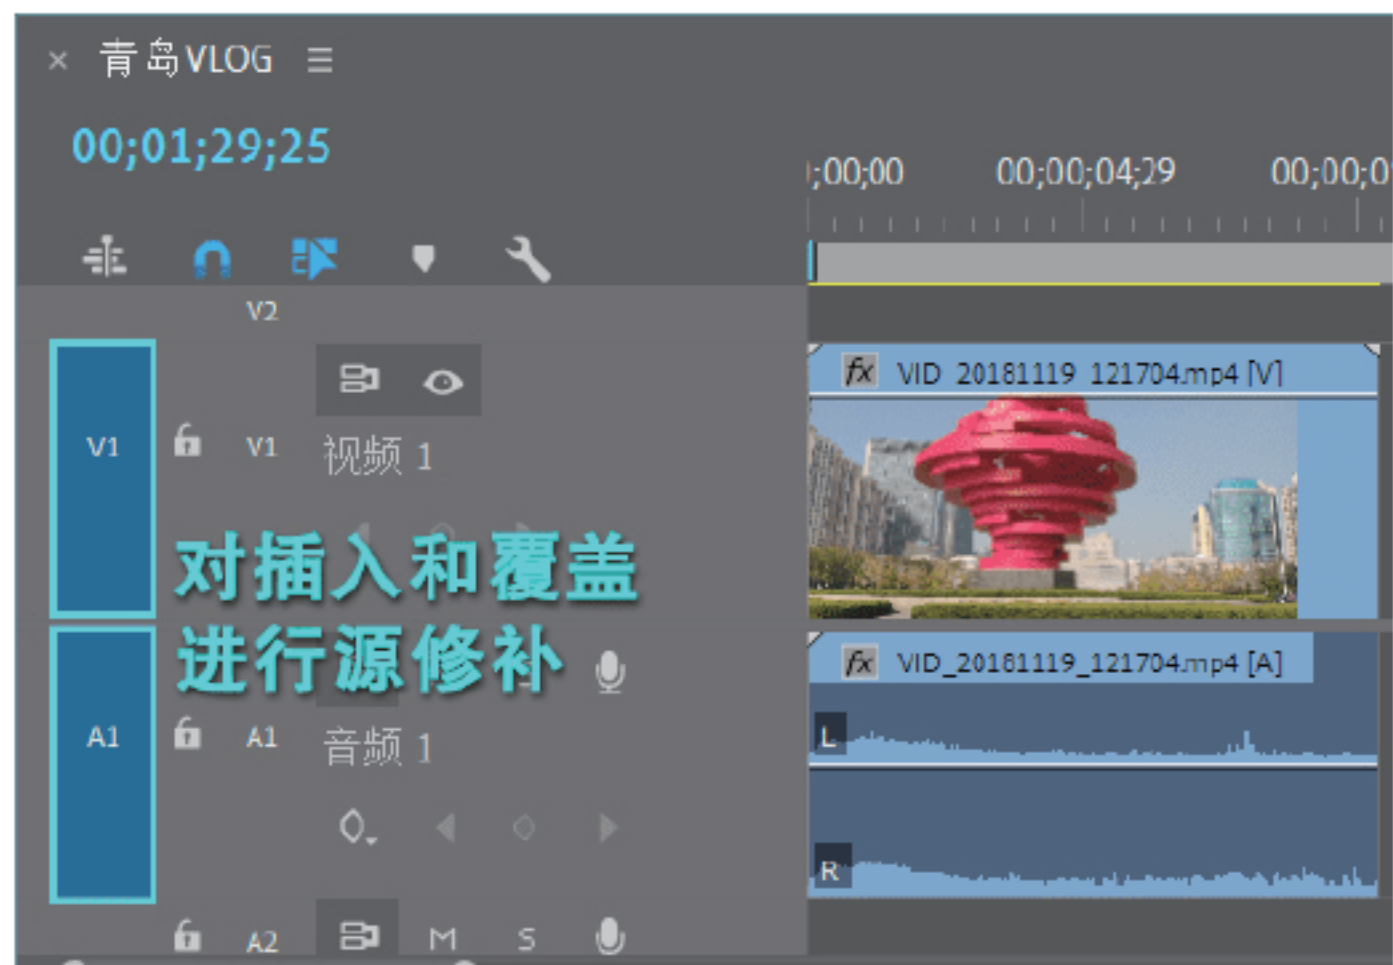 × 青岛VLOG ≡
00;01;29;25
;00;00 00;00;04;29 00;00;0
V2
fx VID_20181119_121704.mp4 [V]
V1 V1 视频 1
对插入和覆盖
进行源修补
fx VID_20181119_121704.mp4 [A]
L
A1 A1 音频 1
R
A2 M S